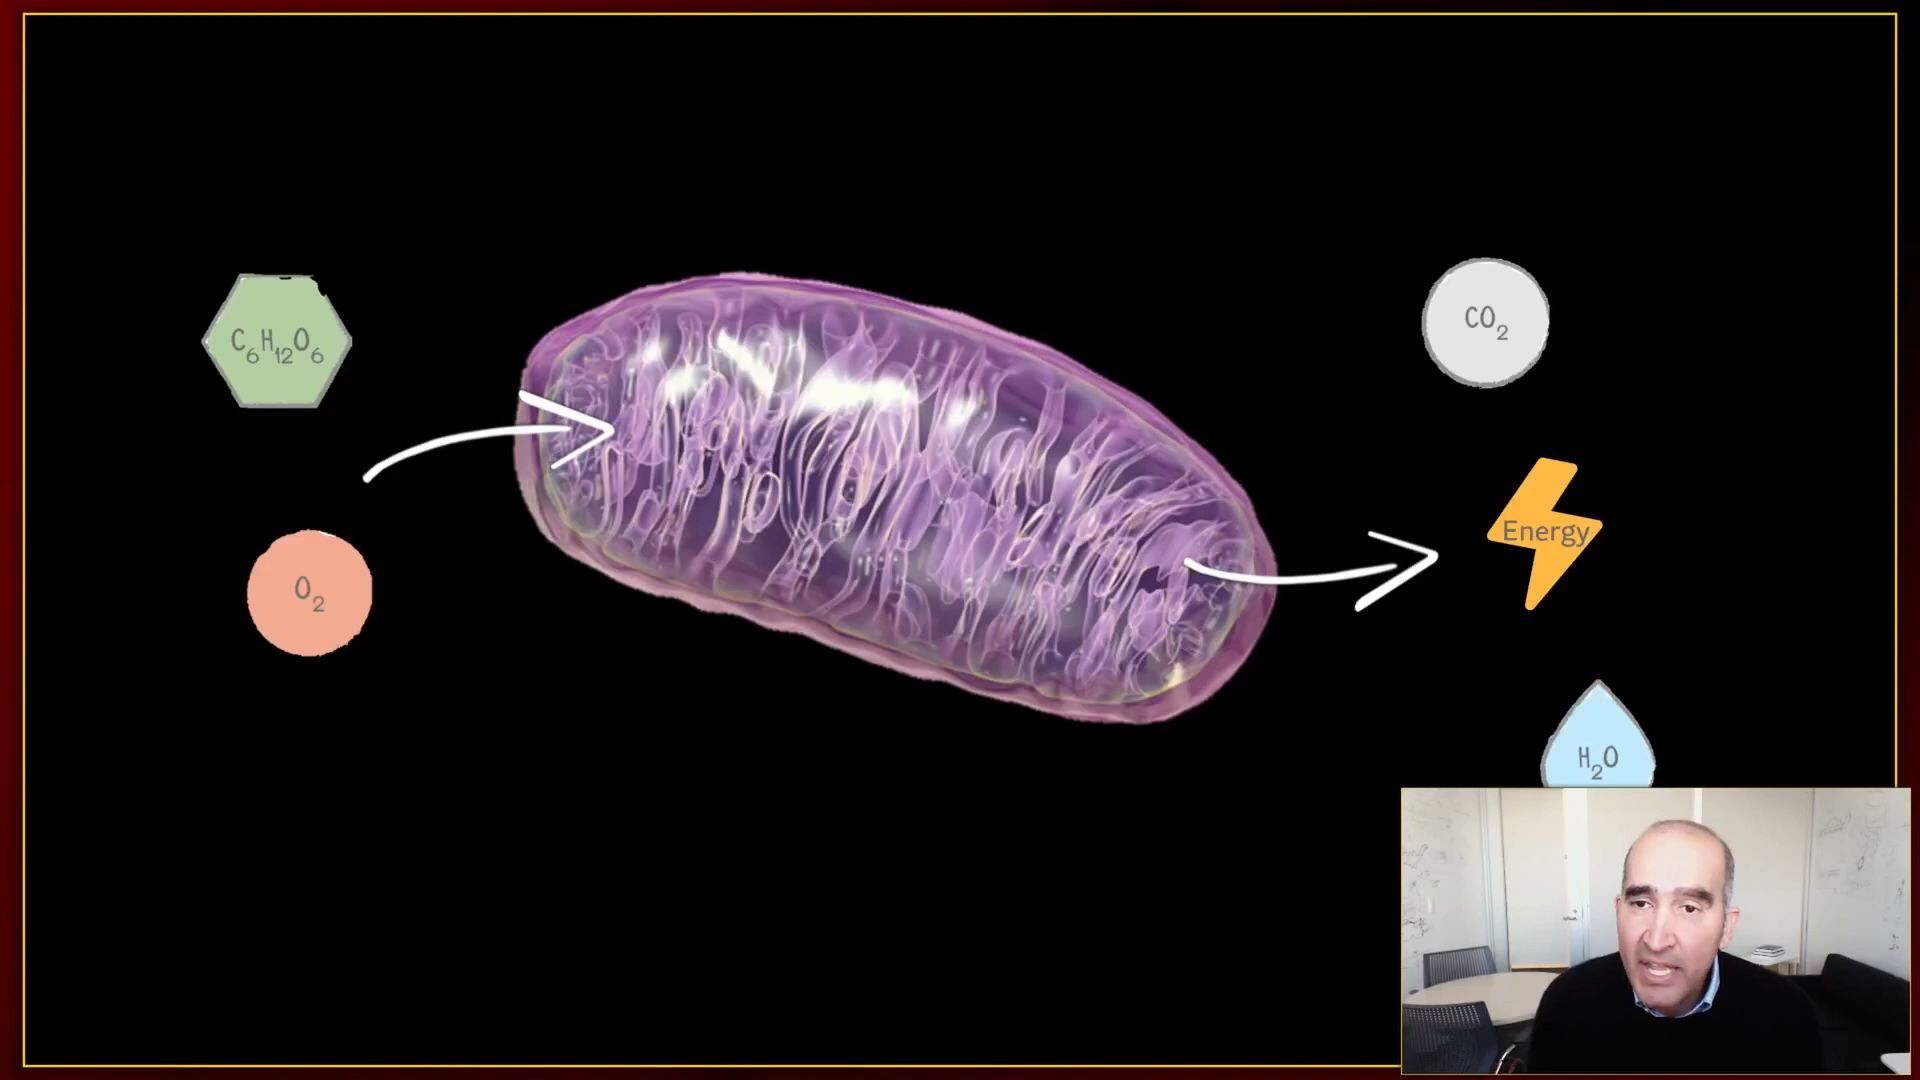 C₆H₁₂O₆
O₂
CO₂
Energy
H₂O